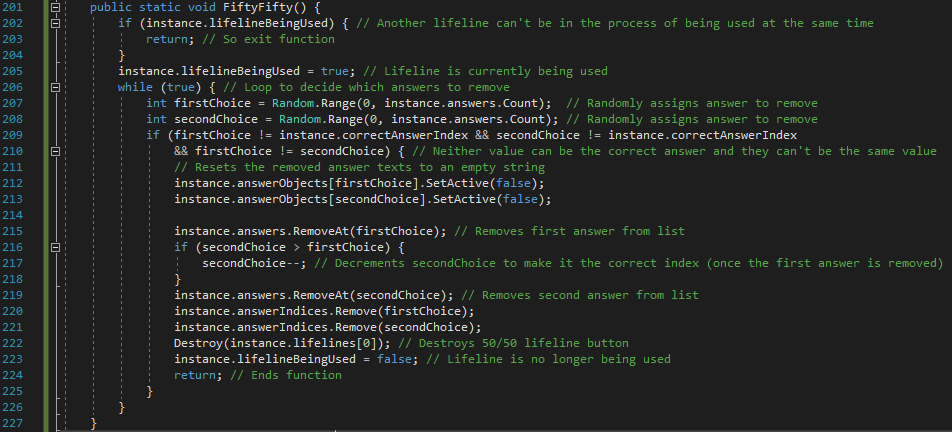 201 public static void FiftyFifty() {
202 if (instance.lifelineBeingUsed) { // Another lifeline can't be in the process of being used at the same time
203 return; // So exit function
204 }
205 instance.lifelineBeingUsed = true; // Lifeline is currently being used
206 while (true) { // Loop to decide which answers to remove
207 int firstChoice = Random.Range(0, instance.answers.Count);  // Randomly assigns answer to remove
208 int secondChoice = Random.Range(0, instance.answers.Count); // Randomly assigns answer to remove
209 if (firstChoice != instance.correctAnswerIndex && secondChoice != instance.correctAnswerIndex
210 && firstChoice != secondChoice) { // Neither value can be the correct answer and they can't be the same value
211 // Resets the removed answer texts to an empty string
212 instance.answerObjects[firstChoice].SetActive(false);
213 instance.answerObjects[secondChoice].SetActive(false);
214
215 instance.answers.RemoveAt(firstChoice); // Removes first answer from list
216 if (secondChoice > firstChoice) {
217 secondChoice--; // Decrements secondChoice to make it the correct index (once the first answer is removed)
218 }
219 instance.answers.RemoveAt(secondChoice); // Removes second answer from list
220 instance.answerIndices.Remove(firstChoice);
221 instance.answerIndices.Remove(secondChoice);
222 Destroy(instance.lifelines[0]); // Destroys 50/50 lifeline button
223 instance.lifelineBeingUsed = false; // Lifeline is no longer being used
224 return; // Ends function
225 }
226 }
227 }